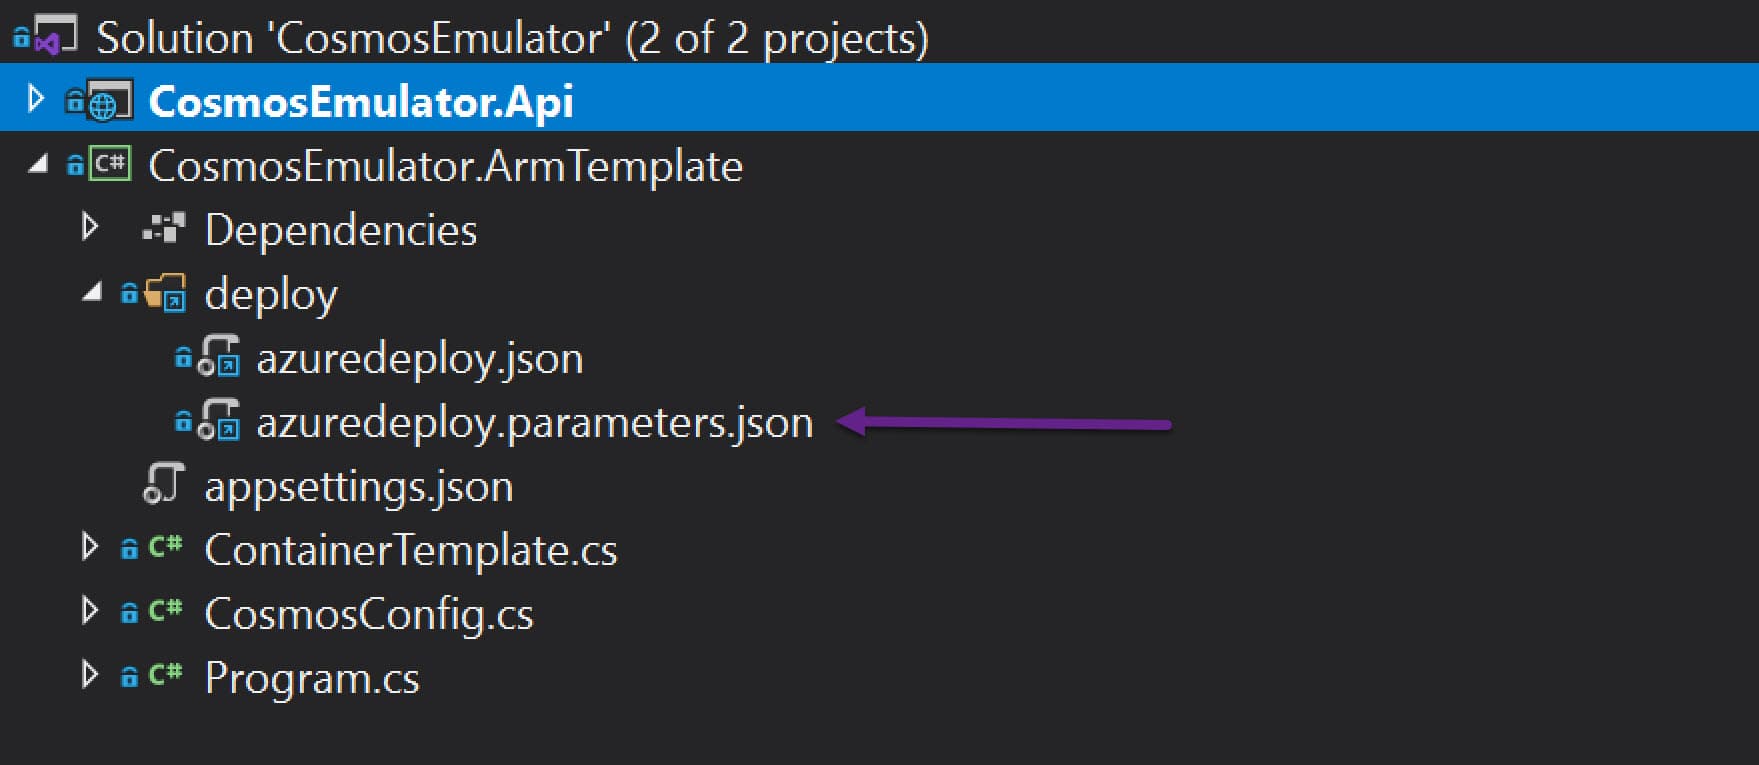 Solution 'CosmosEmulator' (2 of 2 projects)
CosmosEmulator.Api
C# CosmosEmulator.ArmTemplate
Dependencies
deploy
azuredeploy.json
azuredeploy.parameters.json
appsettings.json
C# ContainerTemplate.cs
C# CosmosConfig.cs
C# Program.cs